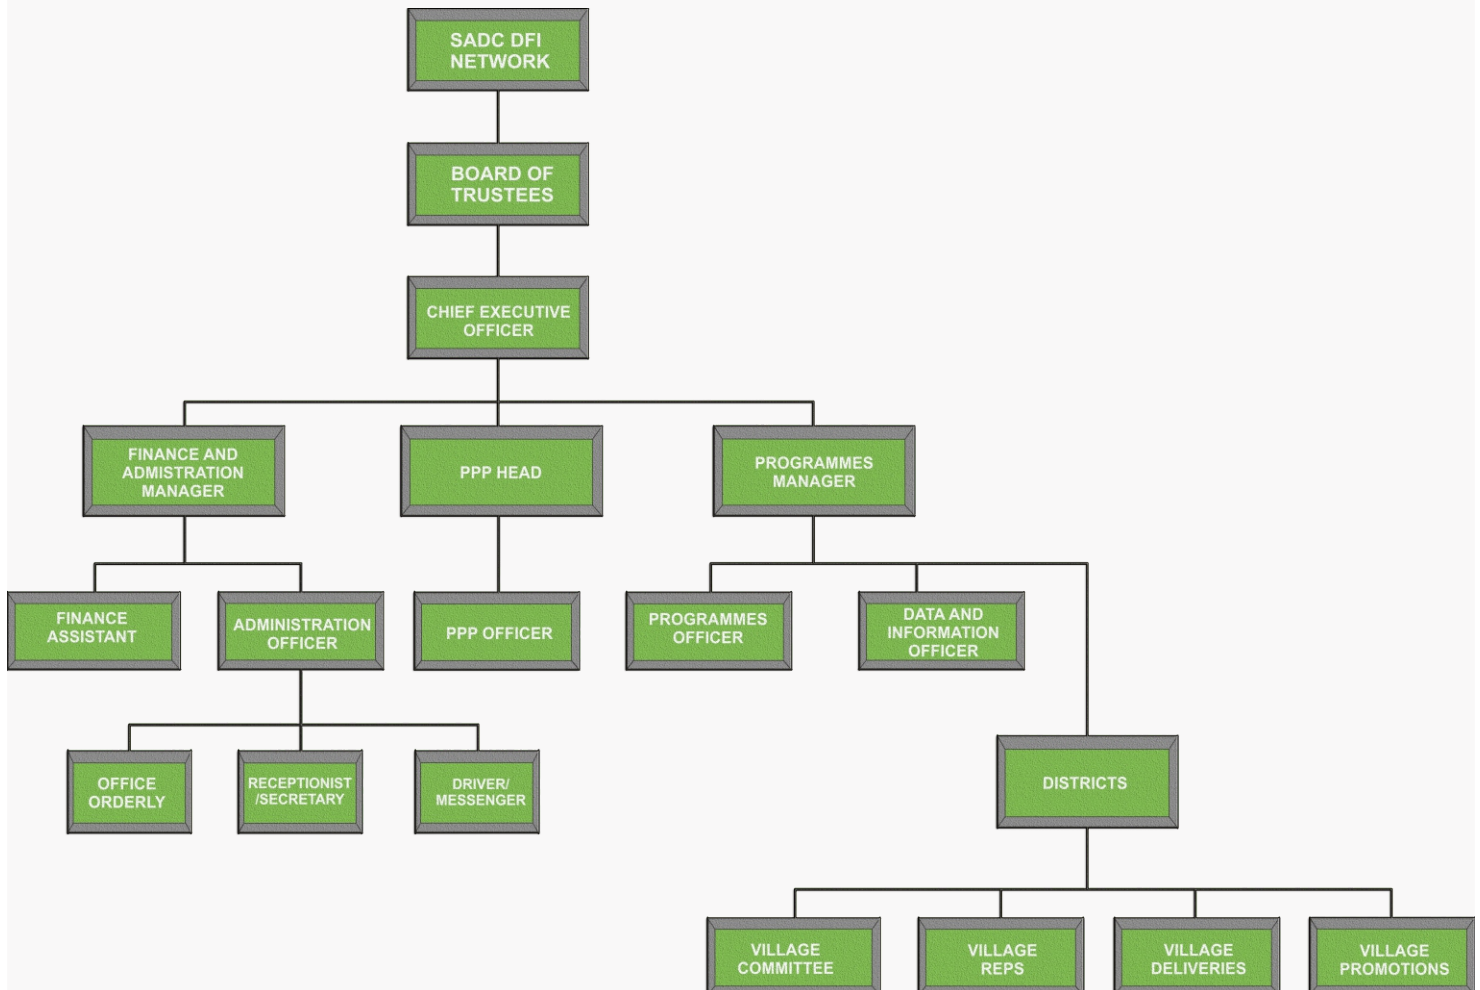 SADC DFI
NETWORK
BOARD OF
TRUSTEES
CHIEF EXECUTIVE
OFFICER
FINANCE AND
ADMISTRATION
MANAGER
PPP HEAD
PROGRAMMES
MANAGER
FINANCE
ASSISTANT
ADMINISTRATION
OFFICER
PPP OFFICER
PROGRAMMES
OFFICER
DATA AND
INFORMATION
OFFICER
OFFICE
ORDERLY
RECEPTIONIST
/SECRETARY
DRIVER/
MESSENGER
DISTRICTS
VILLAGE
COMMITTEE
VILLAGE
REPS
VILLAGE
DELIVERIES
VILLAGE
PROMOTIONS